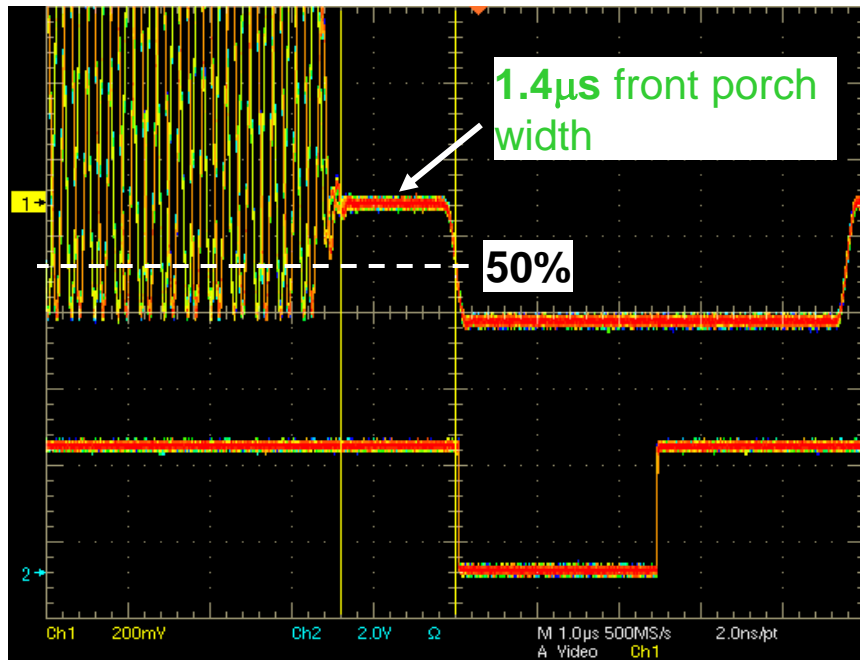 1.4μs front porch
width
1
50%
2
Ch1 200mV Ch2 2.0V Ω M 1.0μs 500MS/s 2.0ns/pt
A Video Ch1